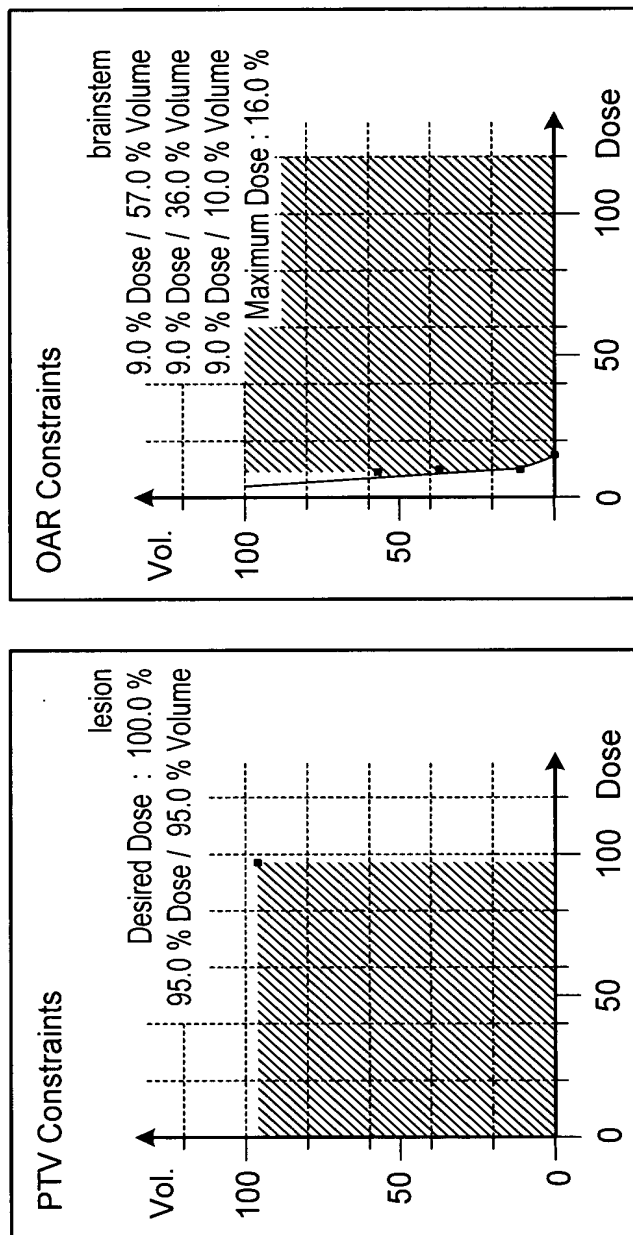 PTV Constraints
lesion
Desired Dose : 100.0 %
95.0 % Dose / 95.0 % Volume
Vol.
100
50
0
0 50 100 Dose
OAR Constraints
brainstem
9.0 % Dose / 57.0 % Volume
9.0 % Dose / 36.0 % Volume
9.0 % Dose / 10.0 % Volume
Maximum Dose : 16.0 %
Vol.
100
50
0 50 100 Dose